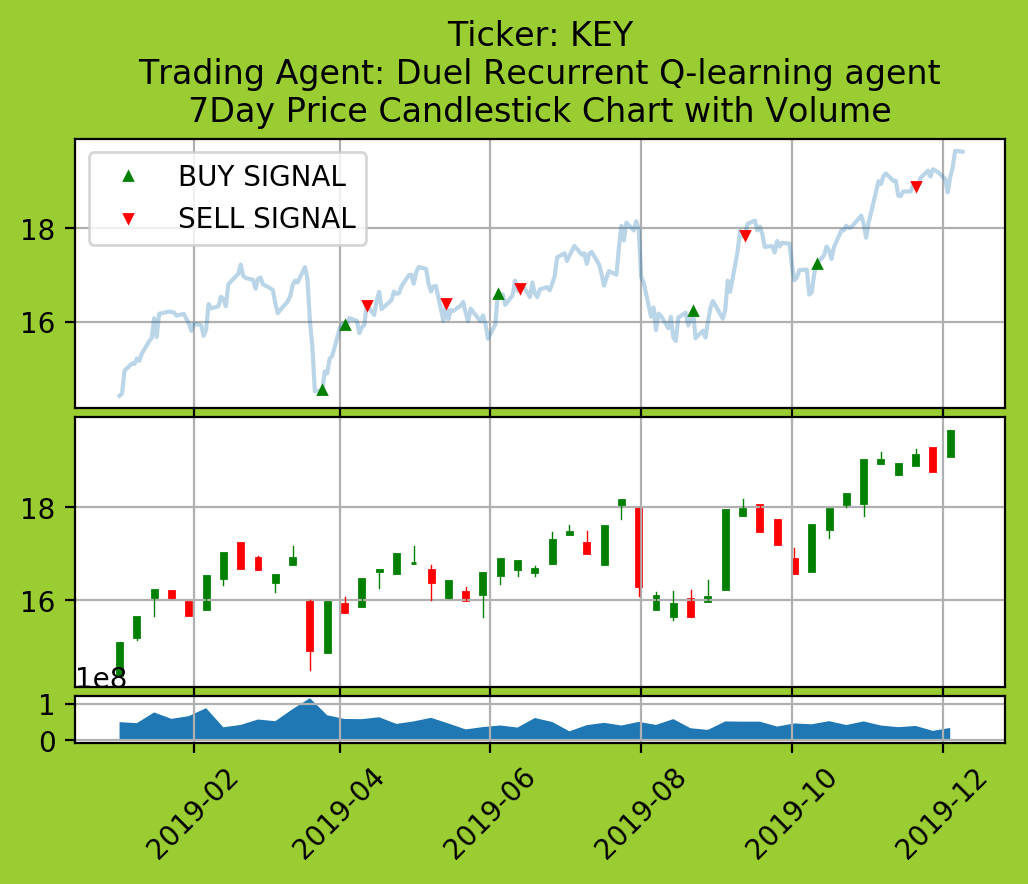 Ticker: KEY
Trading Agent: Duel Recurrent Q-learning agent
7Day Price Candlestick Chart with Volume
BUY SIGNAL
SELL SIGNAL
18
16
18
16
1e8
1
0
2019-02
2019-04
2019-06
2019-08
2019-10
2019-12